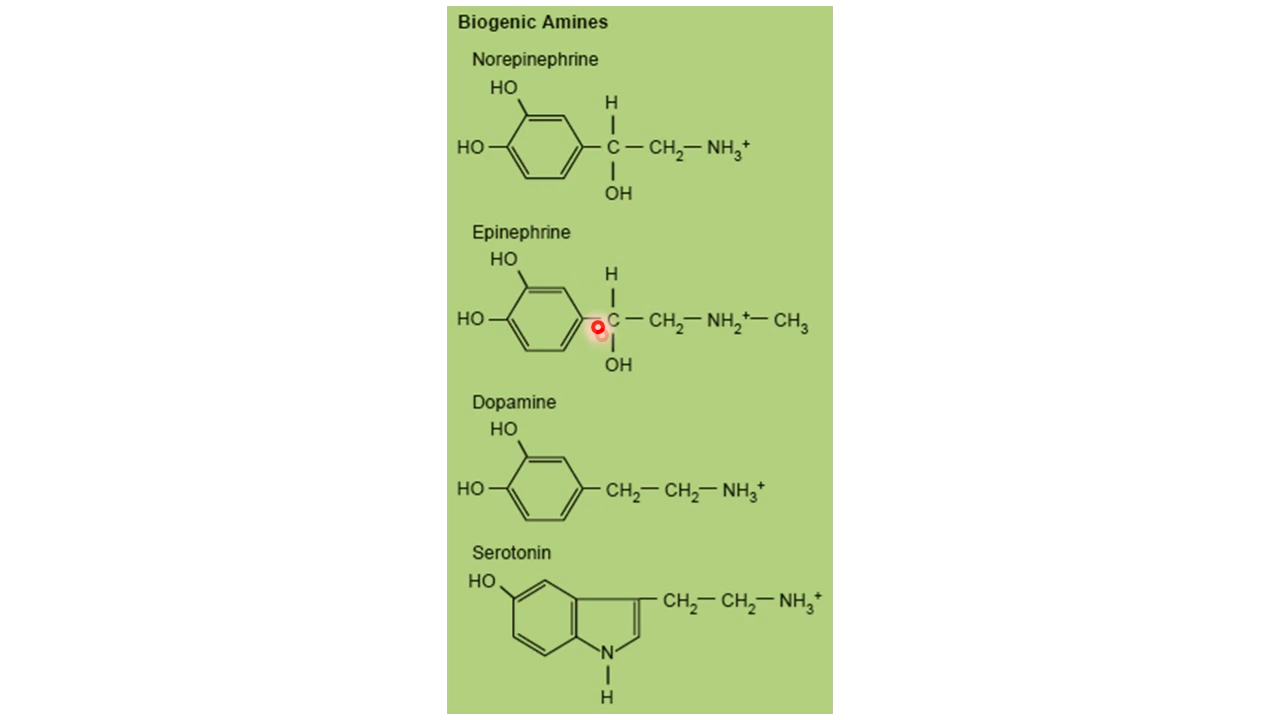 Biogenic Amines
Norepinephrine
HO
H
HO
C
CH₂
NH₃⁺
OH
Epinephrine
HO
H
HO
C
CH₂
NH₂⁺
CH₃
OH
Dopamine
HO
HO
CH₂
CH₂
NH₃⁺
Serotonin
HO
CH₂
CH₂
NH₃⁺
N
H